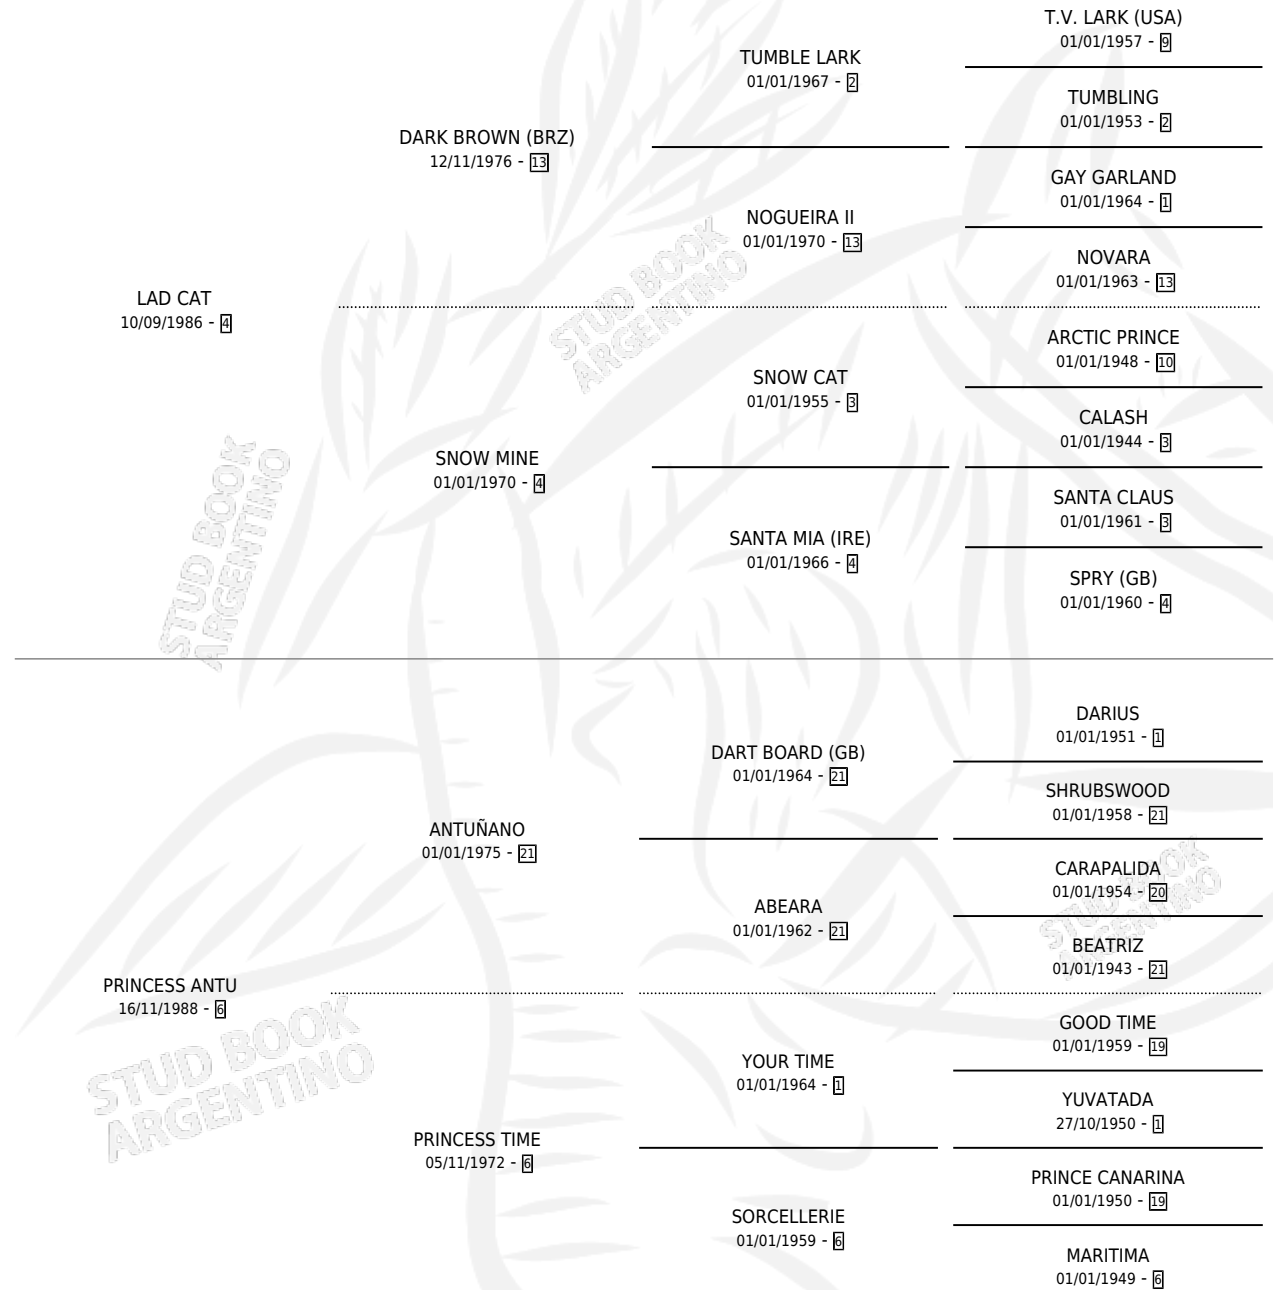 T.V. LARK (USA)
01/01/1957 - 9
TUMBLE LARK
01/01/1967 - 2
TUMBLING
01/01/1953 - 2
DARK BROWN (BRZ)
12/11/1976 - 13
GAY GARLAND
01/01/1964 - 1
NOGUEIRA II
01/01/1970 - 13
NOVARA
01/01/1963 - 13
LAD CAT
10/09/1986 - 4
ARCTIC PRINCE
01/01/1948 - 10
SNOW CAT
01/01/1955 - 3
CALASH
01/01/1944 - 3
SNOW MINE
01/01/1970 - 4
SANTA CLAUS
01/01/1961 - 3
SANTA MIA (IRE)
01/01/1966 - 4
SPRY (GB)
01/01/1960 - 4
DARIUS
01/01/1951 - 1
DART BOARD (GB)
01/01/1964 - 21
SHRUBSWOOD
01/01/1958 - 21
ANTUÑANO
01/01/1975 - 21
CARAPALIDA
01/01/1954 - 20
ABEARA
01/01/1962 - 21
BEATRIZ
01/01/1943 - 21
PRINCESS ANTU
16/11/1988 - 6
GOOD TIME
01/01/1959 - 19
YOUR TIME
01/01/1964 - 1
YUVATADA
27/10/1950 - 1
PRINCESS TIME
05/11/1972 - 6
PRINCE CANARINA
01/01/1950 - 19
SORCELLERIE
01/01/1959 - 6
MARITIMA
01/01/1949 - 6
STUD BOOK
ARGENTINO
STUD BOOK
ARGENTINO
STUD BOOK
ARGENTINO
STUD BOOK
ARGENTINO